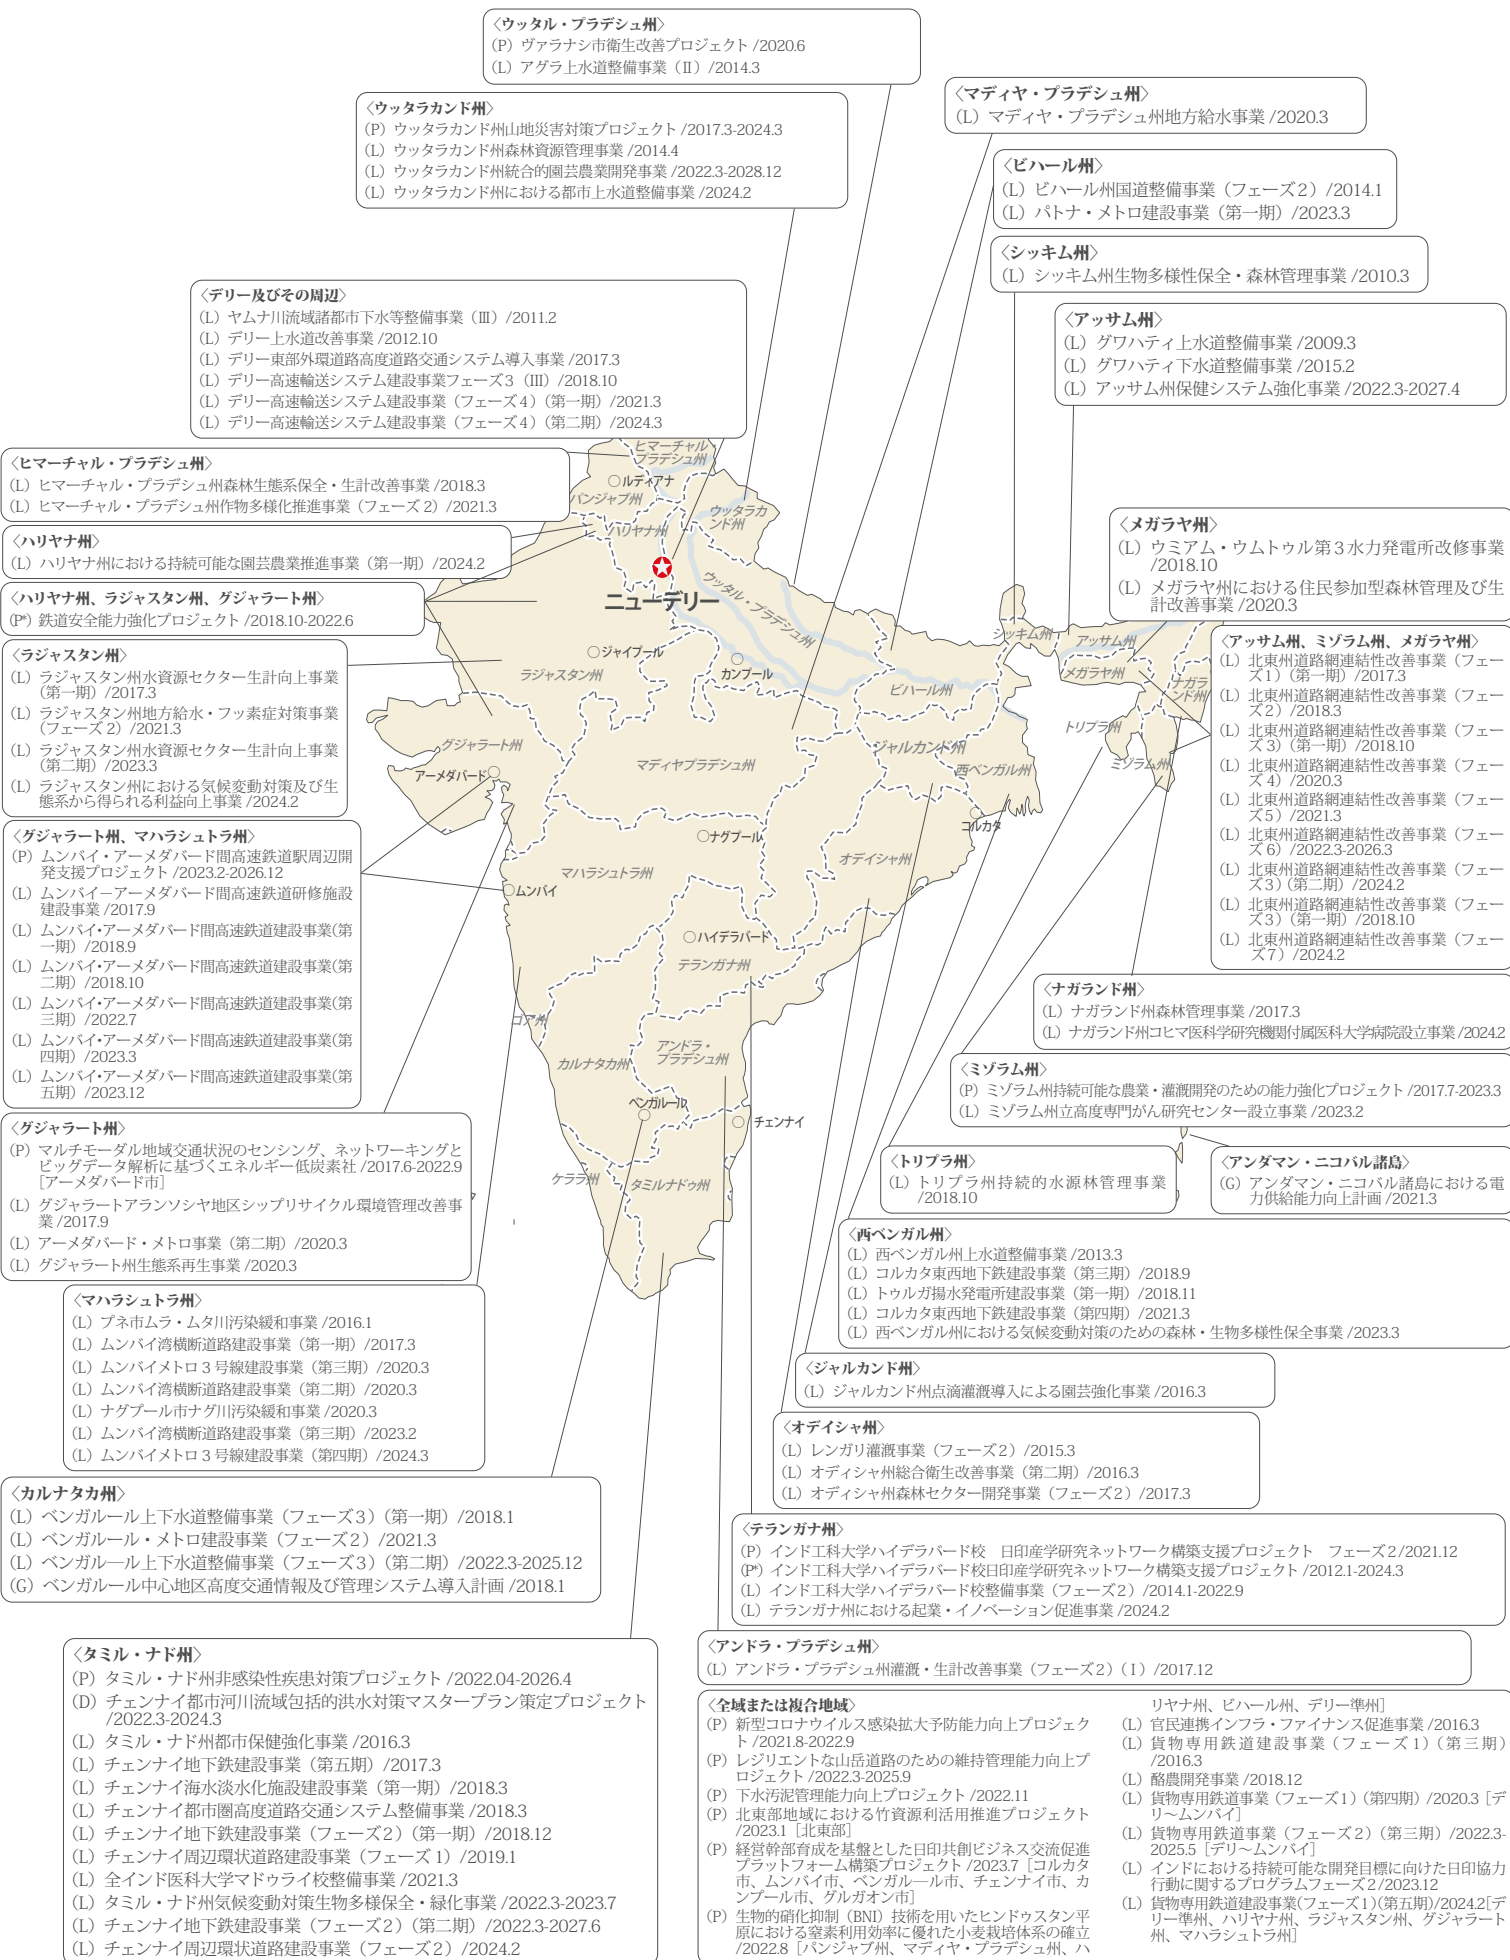 〈ウッタル・プラデシュ州〉
(P) ヴァラナシ市衛生改善プロジェクト /2020.6
(L) アグラ上水道整備事業（Ⅱ）/2014.3
〈ウッタラカンド州〉
(P) ウッタラカンド州山地災害対策プロジェクト /2017.3-2024.3
(L) ウッタラカンド州森林資源管理事業 /2014.4
(L) ウッタラカンド州統合的園芸農業開発事業 /2022.3-2028.12
(L) ウッタラカンド州における都市上水道整備事業 /2024.2
〈マディヤ・プラデシュ州〉
(L) マディヤ・プラデシュ州地方給水事業 /2020.3
〈ビハール州〉
(L) ビハール州国道整備事業（フェーズ２）/2014.1
(L) パトナ・メトロ建設事業（第一期）/2023.3
〈シッキム州〉
(L) シッキム州生物多様性保全・森林管理事業 /2010.3
〈デリー及びその周辺〉
(L) ヤムナ川流域諸都市下水等整備事業（Ⅲ）/2011.2
(L) デリー上水道改善事業 /2012.10
(L) デリー東部外環道路高度道路交通システム導入事業 /2017.3
(L) デリー高速輸送システム建設事業フェーズ３（Ⅲ）/2018.10
(L) デリー高速輸送システム建設事業（フェーズ４）（第一期）/2021.3
(L) デリー高速輸送システム建設事業（フェーズ４）（第二期）/2024.3
〈アッサム州〉
(L) グワハティ上水道整備事業 /2009.3
(L) グワハティ下水道整備事業 /2015.2
(L) アッサム州保健システム強化事業 /2022.3-2027.4
〈ヒマーチャル・プラデシュ州〉
(L) ヒマーチャル・プラデシュ州森林生態系保全・生計改善事業 /2018.3
(L) ヒマーチャル・プラデシュ州作物多様化推進事業（フェーズ２）/2021.3
〈ハリヤナ州〉
(L) ハリヤナ州における持続可能な園芸農業推進事業（第一期）/2024.2
〈ハリヤナ州、ラジャスタン州、グジャラート州〉
(P*) 鉄道安全能力強化プロジェクト /2018.10-2022.6
〈ラジャスタン州〉
(L) ラジャスタン州水資源セクター生計向上事業
（第一期）/2017.3
(L) ラジャスタン州地方給水・フッ素症対策事業
（フェーズ２）/2021.3
(L) ラジャスタン州水資源セクター生計向上事業
（第二期）/2023.3
(L) ラジャスタン州における気候変動対策及び生
態系から得られる利益向上事業 /2024.2
〈グジャラート州、マハラシュトラ州〉
(P) ムンバイ・アーメダバード間高速鉄道駅周辺開
発支援プロジェクト /2023.2-2026.12
(L) ムンバイ－アーメダバード間高速鉄道研修施設
建設事業 /2017.9
(L) ムンバイ・アーメダバード間高速鉄道建設事業(第
一期）/2018.9
(L) ムンバイ・アーメダバード間高速鉄道建設事業(第
二期）/2018.10
(L) ムンバイ・アーメダバード間高速鉄道建設事業(第
三期）/2022.7
(L) ムンバイ・アーメダバード間高速鉄道建設事業(第
四期）/2023.3
(L) ムンバイ・アーメダバード間高速鉄道建設事業(第
五期）/2023.12
〈グジャラート州〉
(P) マルチモーダル地域交通状況のセンシング、ネットワーキングと
ビッグデータ解析に基づくエネルギー低炭素社 /2017.6-2022.9
［アーメダバード市］
(L) グジャラートアランソシヤ地区シップリサイクル環境管理改善事
業 /2017.9
(L) アーメダバード・メトロ事業（第二期）/2020.3
(L) グジャラート州生態系再生事業 /2020.3
〈マハラシュトラ州〉
(L) プネ市ムラ・ムタ川汚染緩和事業 /2016.1
(L) ムンバイ湾横断道路建設事業（第一期）/2017.3
(L) ムンバイメトロ３号線建設事業（第三期）/2020.3
(L) ムンバイ湾横断道路建設事業（第二期）/2020.3
(L) ナグプール市ナグ川汚染緩和事業 /2020.3
(L) ムンバイ湾横断道路建設事業（第三期）/2023.2
(L) ムンバイメトロ３号線建設事業（第四期）/2024.3
〈カルナタカ州〉
(L) ベンガルール上下水道整備事業（フェーズ３）（第一期）/2018.1
(L) ベンガルール・メトロ建設事業（フェーズ２）/2021.3
(L) ベンガル―ル上下水道整備事業（フェーズ３）（第二期）/2022.3-2025.12
(G) ベンガルール中心地区高度交通情報及び管理システム導入計画 /2018.1
〈タミル・ナド州〉
(P) タミル・ナド州非感染性疾患対策プロジェクト /2022.04-2026.4
(D) チェンナイ都市河川流域包括的洪水対策マスタープラン策定プロジェクト
/2022.3-2024.3
(L) タミル・ナド州都市保健強化事業 /2016.3
(L) チェンナイ地下鉄建設事業（第五期）/2017.3
(L) チェンナイ海水淡水化施設建設事業（第一期）/2018.3
(L) チェンナイ都市圏高度道路交通システム整備事業 /2018.3
(L) チェンナイ地下鉄建設事業（フェーズ２）（第一期）/2018.12
(L) チェンナイ周辺環状道路建設事業（フェーズ１）/2019.1
(L) 全インド医科大学マドゥライ校整備事業 /2021.3
(L) タミル・ナド州気候変動対策生物多様保全・緑化事業 /2022.3-2023.7
(L) チェンナイ地下鉄建設事業（フェーズ２）（第二期）/2022.3-2027.6
(L) チェンナイ周辺環状道路建設事業（フェーズ２）/2024.2
ヒマーチャル
プラデシュ州
ルディアナ
パンジャブ州
ウッタラカ
ンド州
ハリヤナ州
ニューデリー
ウッタル・プラデシュ州
ジャイプール
カンプール
ラジャスタン州
ビハール州
シッキム州
アッサム州
メガラヤ州
ナガラ
ンド州
トリプラ州
ミゾラム州
グジャラート州
アーメダバード
マディヤプラデシュ州
ジャルカンド州
西ベンガル州
コルカタ
ナグプール
オデイシャ州
マハラシュトラ州
ムンバイ
ハイデラバード
テランガナ州
ゴア州
カルナタカ州
アンドラ・
プラデシュ州
ベンガルール
チェンナイ
ケララ州
タミルナドゥ州
〈メガラヤ州〉
(L) ウミアム・ウムトゥル第３水力発電所改修事業
/2018.10
(L) メガラヤ州における住民参加型森林管理及び生
計改善事業 /2020.3
〈アッサム州、ミゾラム州、メガラヤ州〉
(L) 北東州道路網連結性改善事業（フェー
ズ１）（第一期）/2017.3
(L) 北東州道路網連結性改善事業（フェー
ズ２）/2018.3
(L) 北東州道路網連結性改善事業（フェー
ズ３）（第一期）/2018.10
(L) 北東州道路網連結性改善事業（フェー
ズ４）/2020.3
(L) 北東州道路網連結性改善事業（フェー
ズ５）/2021.3
(L) 北東州道路網連結性改善事業（フェー
ズ６）/2022.3-2026.3
(L) 北東州道路網連結性改善事業（フェー
ズ３）（第二期）/2024.2
(L) 北東州道路網連結性改善事業（フェー
ズ３）（第一期）/2018.10
(L) 北東州道路網連結性改善事業（フェー
ズ７）/2024.2
〈ナガランド州〉
(L) ナガランド州森林管理事業 /2017.3
(L) ナガランド州コヒマ医科学研究機関付属医科大学病院設立事業 /2024.2
〈ミゾラム州〉
(P) ミゾラム州持続可能な農業・灌漑開発のための能力強化プロジェクト /2017.7-2023.3
(L) ミゾラム州立高度専門がん研究センター設立事業 /2023.2
〈トリプラ州〉
(L) トリプラ州持続的水源林管理事業
/2018.10
〈アンダマン・ニコバル諸島〉
(G) アンダマン・ニコバル諸島における電
力供給能力向上計画 /2021.3
〈西ベンガル州〉
(L) 西ベンガル州上水道整備事業 /2013.3
(L) コルカタ東西地下鉄建設事業（第三期）/2018.9
(L) トゥルガ揚水発電所建設事業（第一期）/2018.11
(L) コルカタ東西地下鉄建設事業（第四期）/2021.3
(L) 西ベンガル州における気候変動対策のための森林・生物多様性保全事業 /2023.3
〈ジャルカンド州〉
(L) ジャルカンド州点滴灌漑導入による園芸強化事業 /2016.3
〈オデイシャ州〉
(L) レンガリ灌漑事業（フェーズ２）/2015.3
(L) オディシャ州総合衛生改善事業（第二期）/2016.3
(L) オディシャ州森林セクター開発事業（フェーズ２）/2017.3
〈テランガナ州〉
(P) インド工科大学ハイデラバード校　日印産学研究ネットワーク構築支援プロジェクト　フェーズ２/2021.12
(P*) インド工科大学ハイデラバード校日印産学研究ネットワーク構築支援プロジェクト /2012.1-2024.3
(L) インド工科大学ハイデラバード校整備事業（フェーズ２）/2014.1-2022.9
(L) テランガナ州における起業・イノベーション促進事業 /2024.2
〈アンドラ・プラデシュ州〉
(L) アンドラ・プラデシュ州灌漑・生計改善事業（フェーズ２）（Ⅰ）/2017.12
〈全域または複合地域〉
(P) 新型コロナウイルス感染拡大予防能力向上プロジェク
ト /2021.8-2022.9
(P) レジリエントな山岳道路のための維持管理能力向上プ
ロジェクト /2022.3-2025.9
(P) 下水汚泥管理能力向上プロジェクト /2022.11
(P) 北東部地域における竹資源利活用推進プロジェクト
/2023.1［北東部］
(P) 経営幹部育成を基盤とした日印共創ビジネス交流促進
プラットフォーム構築プロジェクト /2023.7［コルカタ
市、ムンバイ市、ベンガル―ル市、チェンナイ市、カ
ンプール市、グルガオン市］
(P) 生物的硝化抑制（BNI）技術を用いたヒンドゥスタン平
原における窒素利用効率に優れた小麦栽培体系の確立
/2022.8［パンジャブ州、マディヤ・プラデシュ州、ハ
リヤナ州、ビハール州、デリー準州］
(L) 官民連携インフラ・ファイナンス促進事業 /2016.3
(L) 貨物専用鉄道建設事業（フェーズ１）（第三期）
/2016.3
(L) 酪農開発事業 /2018.12
(L) 貨物専用鉄道事業（フェーズ１）（第四期）/2020.3［デ
リ～ムンバイ］
(L) 貨物専用鉄道事業（フェーズ２）（第三期）/2022.3-
2025.5［デリ～ムンバイ］
(L) インドにおける持続可能な開発目標に向けた日印協力
行動に関するプログラムフェーズ２/2023.12
(L) 貨物専用鉄道建設事業(フェーズ１)（第五期）/2024.2［デ
リー準州、ハリヤナ州、ラジャスタン州、グジャラート
州、マハラシュトラ州］